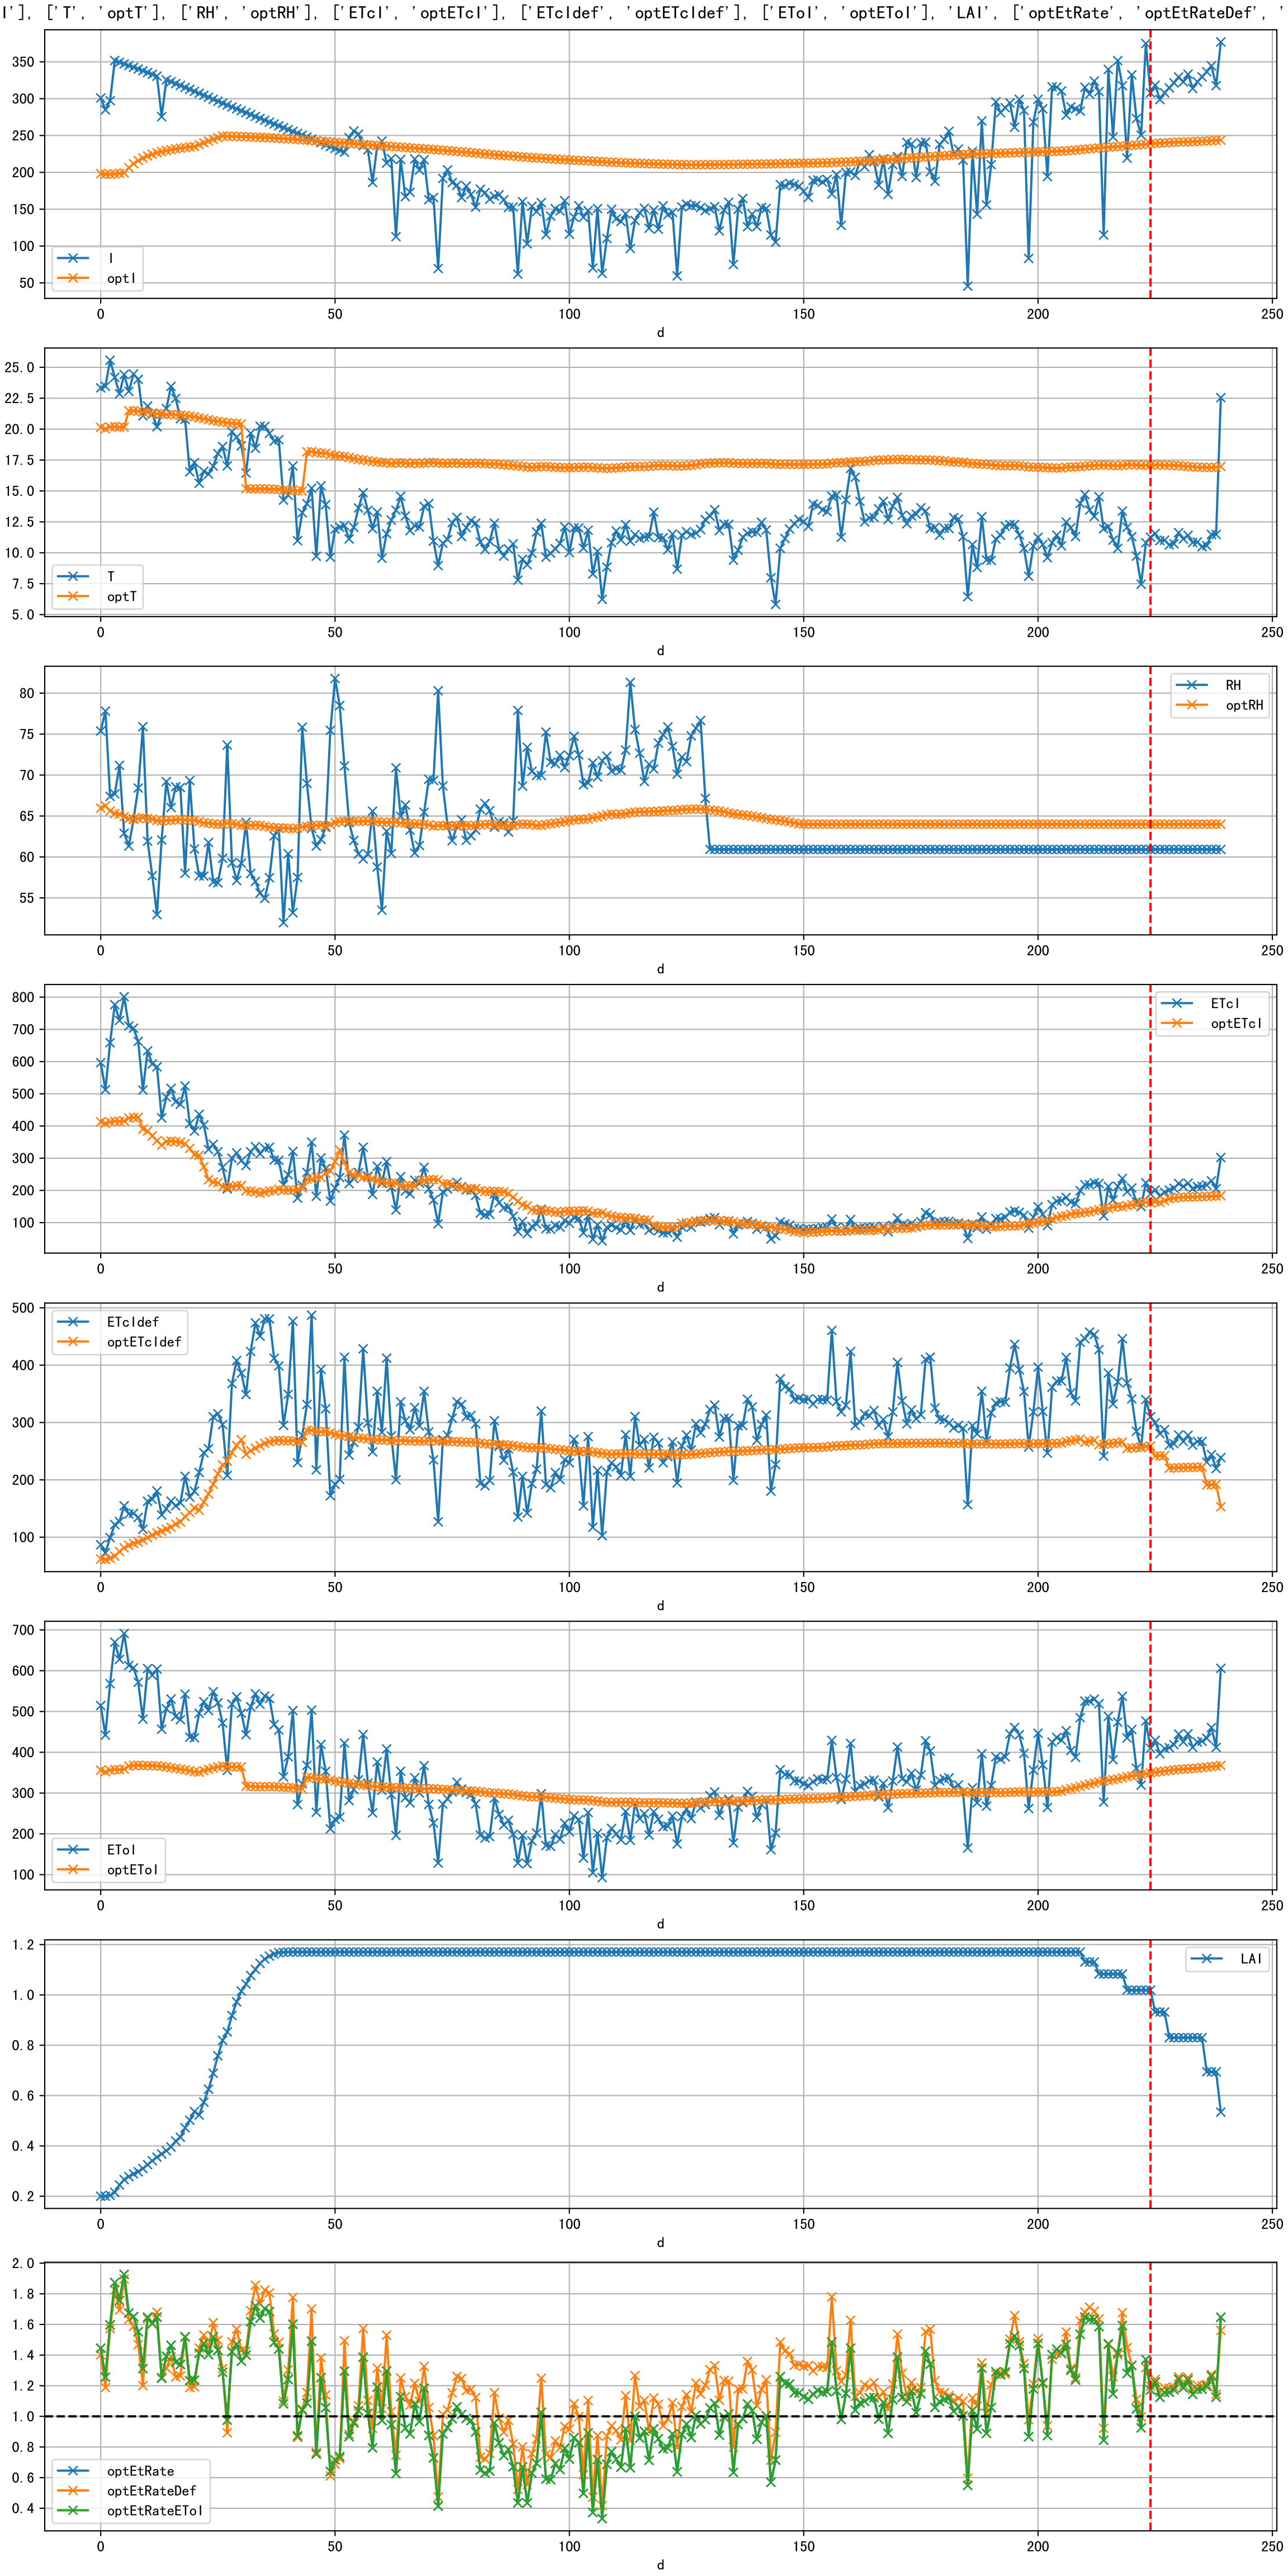 I'], ['T', 'optT'], ['RH', 'optRH'], ['ETcI', 'optETcI'], ['ETcIdef', 'optETcIdef'], ['EToI', 'optEToI'], 'LAI', ['optEtRate', 'optEtRateDef', '
350
300
250
200
150
100
50
I
optI
0 50 100 150 200 250
d
25.0
22.5
20.0
17.5
15.0
12.5
10.0
7.5
5.0
T
optT
0 50 100 150 200 250
d
80
75
70
65
60
55
RH
optRH
0 50 100 150 200 250
d
800
700
600
500
400
300
200
100
ETcI
optETcI
0 50 100 150 200 250
d
500
400
300
200
100
ETcIdef
optETcIdef
0 50 100 150 200 250
d
700
600
500
400
300
200
100
EToI
optEToI
0 50 100 150 200 250
d
1.2
1.0
0.8
0.6
0.4
0.2
LAI
0 50 100 150 200 250
d
2.0
1.8
1.6
1.4
1.2
1.0
0.8
0.6
0.4
optEtRate
optEtRateDef
optEtRateEToI
0 50 100 150 200 250
d